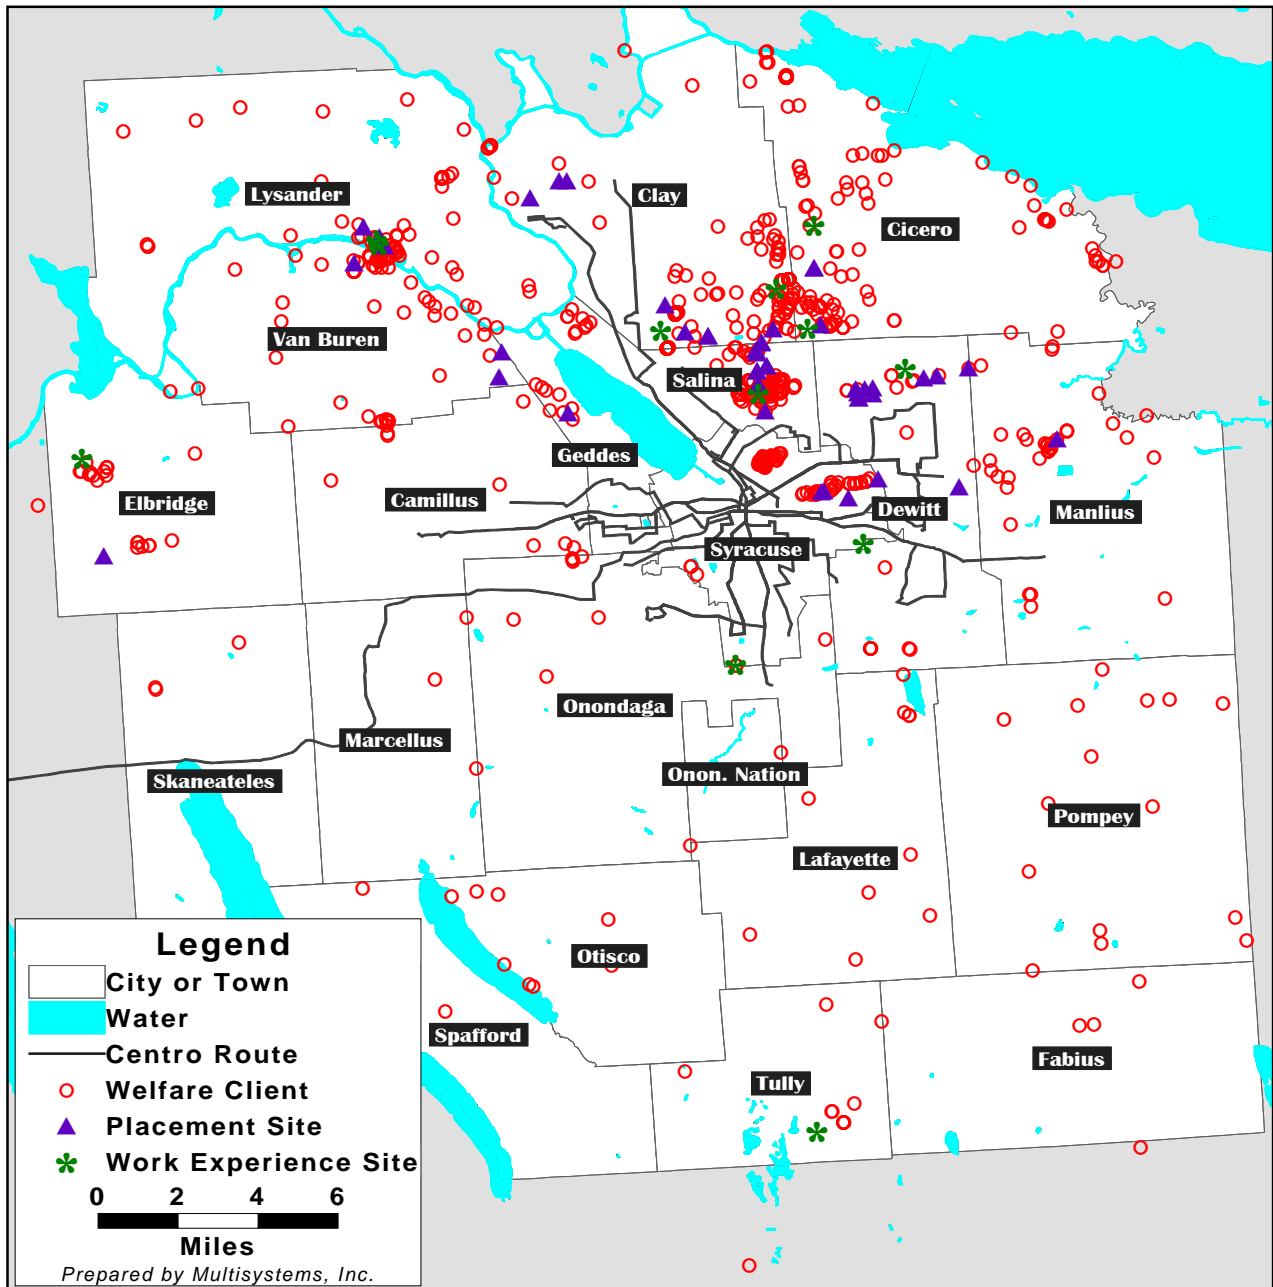 Lysander
Clay
Cicero
Van Buren
Salina
Geddes
Camillus
Elbridge
Dewitt
Manlius
Syracuse
Onondaga
Marcellus
Skaneateles
Onon. Nation
Pompey
Lafayette
Otisco
Spafford
Fabius
Tully
Legend
City or Town
Water
Centro Route
Welfare Client
Placement Site
Work Experience Site
0 2 4 6
Miles
Prepared by Multisystems, Inc.